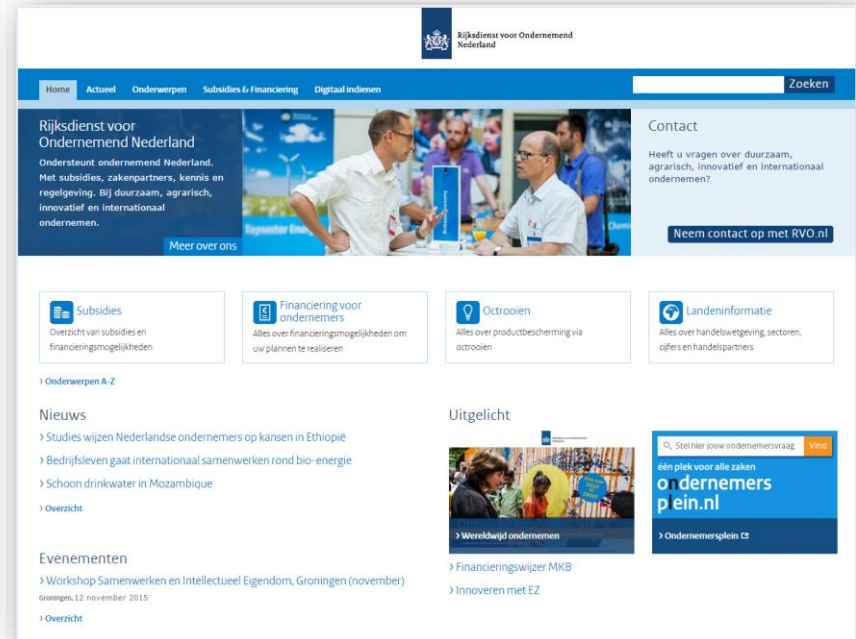 Rijksdienst voor Ondernemend
Nederland
Home Actueel Onderwerpen Subsidies & Financiering Digitaal indienen
Zoeken
Rijksdienst voor
Ondernemend Nederland
Ondersteunt ondernemend Nederland.
Met subsidies, zakenpartners, kennis en
regelgeving. Bij duurzaam, agrarisch,
innovatief en internationaal
ondernemen.
Meer over ons
Topsector Ener
Contact
Heeft u vragen over duurzaam,
agrarisch, innovatief en internationaal
ondernemen?
Neem contact op met RVO.nl
Subsidies
Overzicht van subsidies en
financieringsmogelijkheden
Financiering voor
ondernemers
Alles over financieringsmogelijkheden om
uw plannen te realiseren
Octrooien
Alles over productbescherming via
octrooien
Landeninformatie
Alles over handelswetgeving, sectoren,
cijfers en handelspartners
› Onderwerpen A-Z
Nieuws
› Studies wijzen Nederlandse ondernemers op kansen in Ethiopië
› Bedrijfsleven gaat internationaal samenwerken rond bio-energie
› Schoon drinkwater in Mozambique
› Overzicht
Evenementen
› Workshop Samenwerken en Intellectueel Eigendom, Groningen (november)
Groningen, 12 november 2015
› Overzicht
Uitgelicht
› Wereldwijd ondernemen
Stel hier jouw ondernemersvraag Vind
één plek voor alle zaken
ondernemers
plein.nl
› Ondernemersplein
› Financieringswijzer MKB
› Innoveren met EZ